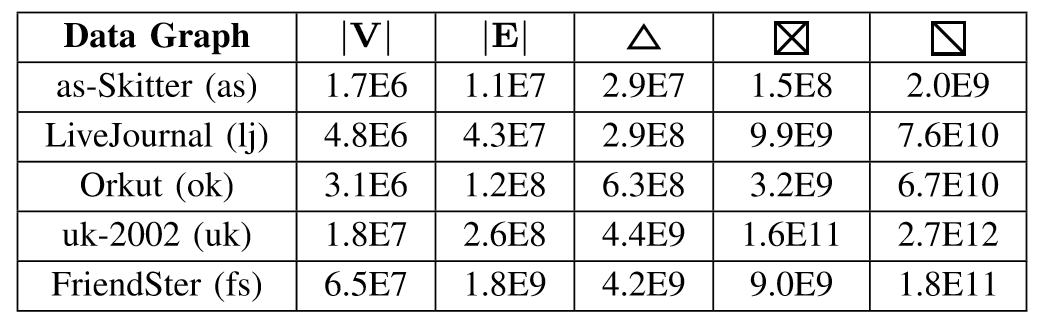 Data Graph |V| |E|
as-Skitter (as) 1.7E6 1.1E7 2.9E7 1.5E8 2.0E9
LiveJournal (lj) 4.8E6 4.3E7 2.9E8 9.9E9 7.6E10
Orkut (ok) 3.1E6 1.2E8 6.3E8 3.2E9 6.7E10
uk-2002 (uk) 1.8E7 2.6E8 4.4E9 1.6E11 2.7E12
FriendSter (fs) 6.5E7 1.8E9 4.2E9 9.0E9 1.8E11